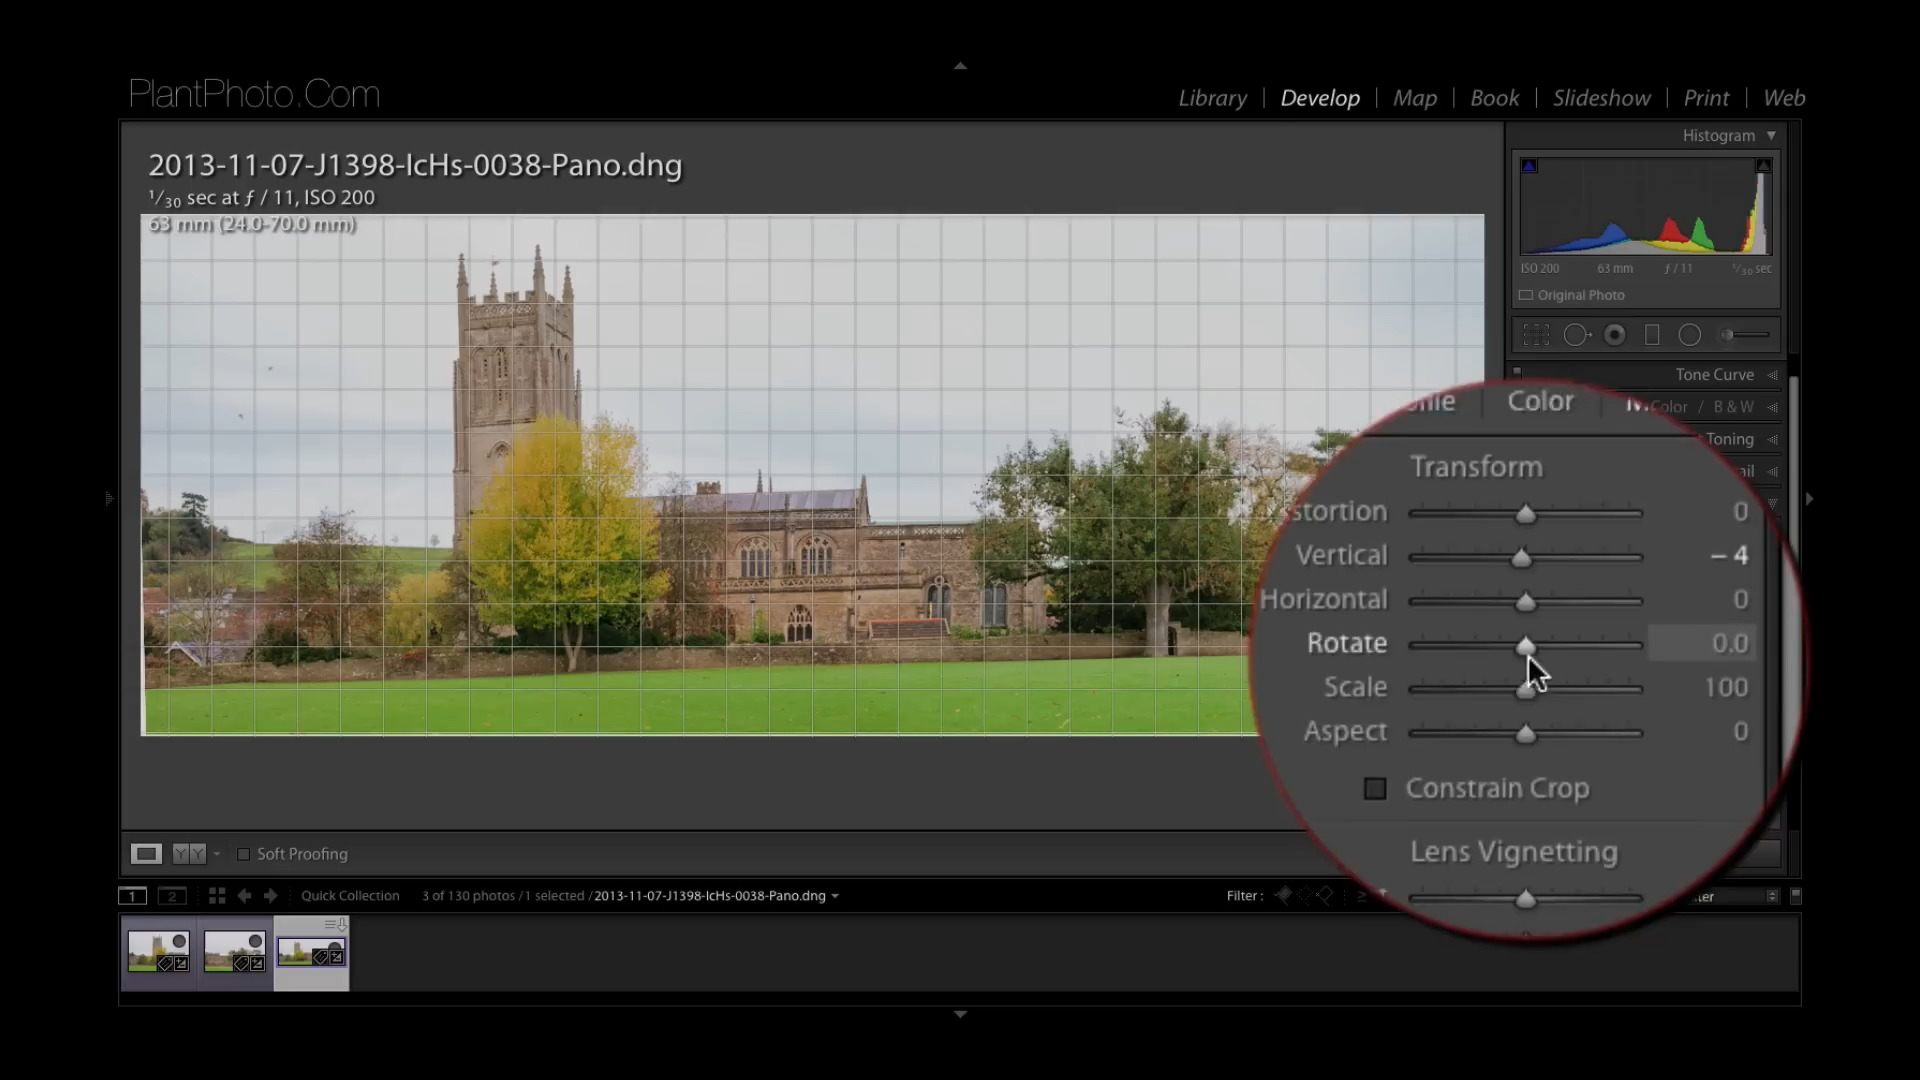 PlantPhoto.Com
Library | Develop | Map | Book | Slideshow | Print | Web
2013-11-07-J1398-IcHs-0038-Pano.dng
1/30 sec at ƒ / 11, ISO 200
63 mm (24.0-70.0 mm)
Histogram
ISO 200 63 mm ƒ / 11 1/30 sec
Original Photo
Tone Curve
Color / B & W
Toning
Color
Transform
Vertical – 4
Horizontal 0
Rotate 0.0
Scale 100
Aspect 0
Constrain Crop
Lens Vignetting
YY Soft Proofing
1 2 Quick Collection 3 of 130 photos / 1 selected / 2013-11-07-J1398-IcHs-0038-Pano.dng Filter :